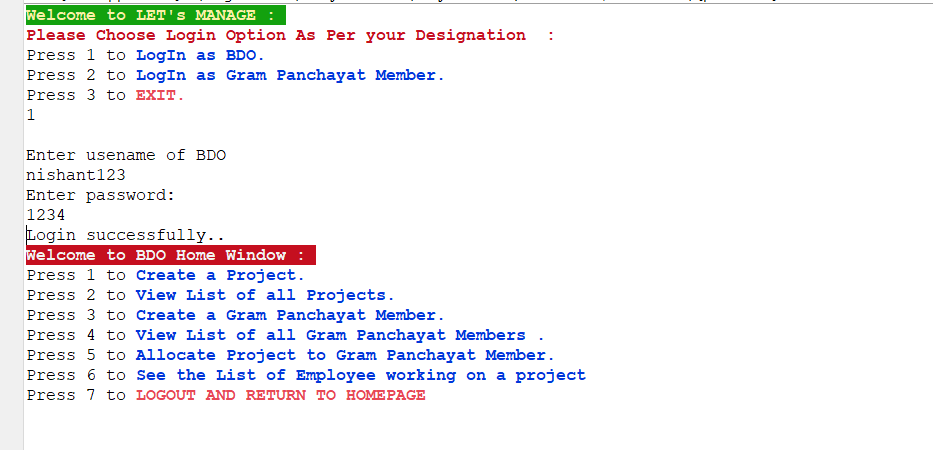 Welcome to LET's MANAGE :
Please Choose Login Option As Per your Designation  :
Press 1 to LogIn as BDO.
Press 2 to LogIn as Gram Panchayat Member.
Press 3 to EXIT.
1
Enter usename of BDO
nishant123
Enter password:
1234
Login successfully..
Welcome to BDO Home Window :
Press 1 to Create a Project.
Press 2 to View List of all Projects.
Press 3 to Create a Gram Panchayat Member.
Press 4 to View List of all Gram Panchayat Members .
Press 5 to Allocate Project to Gram Panchayat Member.
Press 6 to See the List of Employee working on a project
Press 7 to LOGOUT AND RETURN TO HOMEPAGE